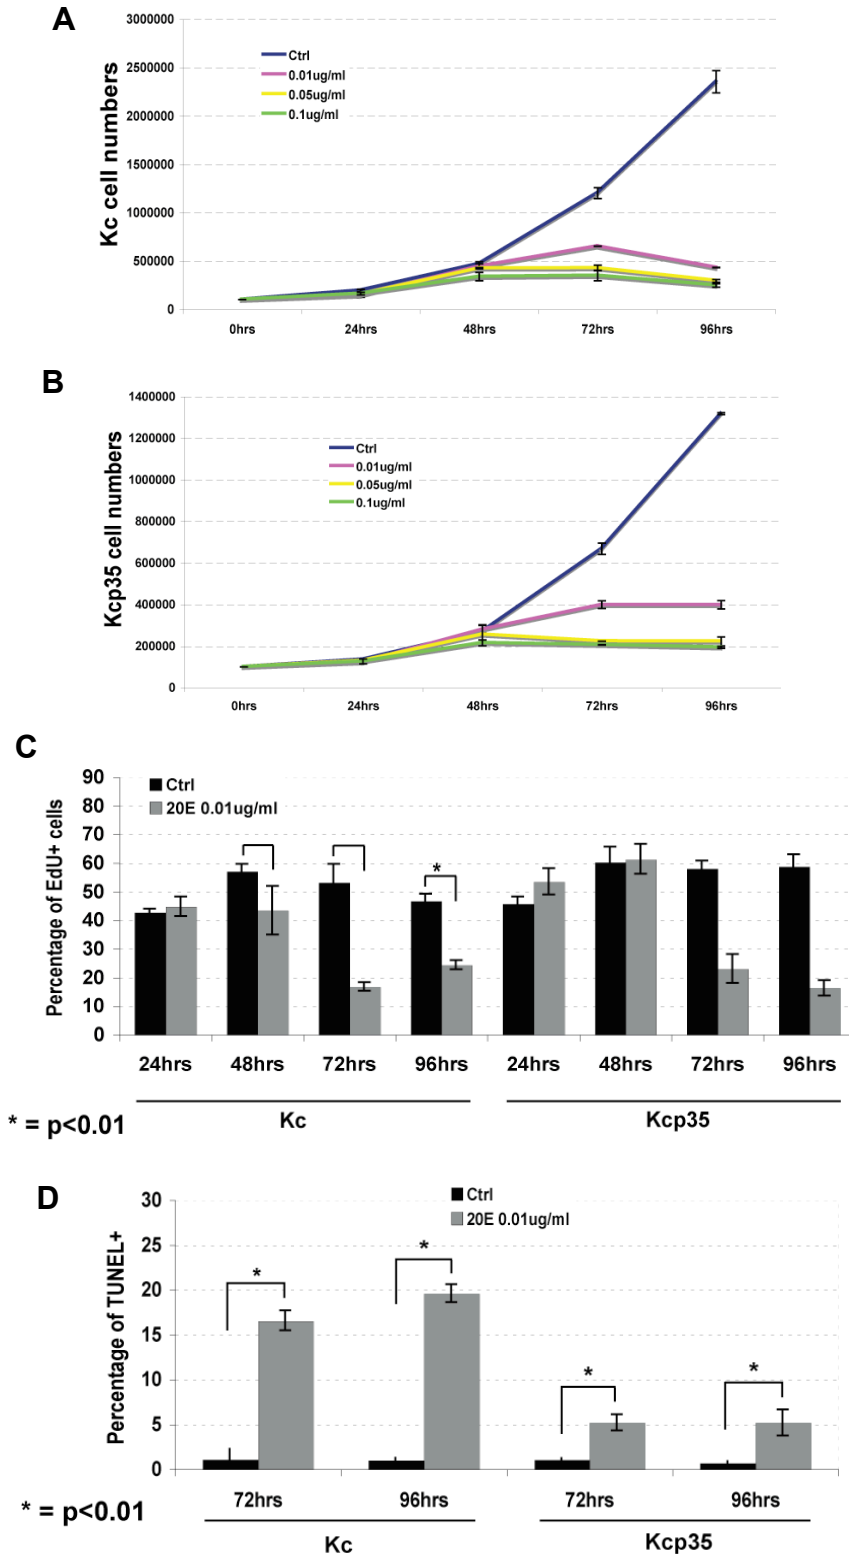 A
Kc cell numbers
3000000
2500000
2000000
1500000
1000000
500000
0
Ctrl
0.01ug/ml
0.05ug/ml
0.1ug/ml
0hrs 24hrs 48hrs 72hrs 96hrs
B
Kcp35 cell numbers
1400000
1200000
1000000
800000
600000
400000
200000
0
Ctrl
0.01ug/ml
0.05ug/ml
0.1ug/ml
0hrs 24hrs 48hrs 72hrs 96hrs
C
Percentage of EdU+ cells
90
80
70
60
50
40
30
20
10
0
Ctrl
20E 0.01ug/ml
*
24hrs 48hrs 72hrs 96hrs 24hrs 48hrs 72hrs 96hrs
Kc Kcp35
* = p<0.01
D
Percentage of TUNEL+
30
25
20
15
10
5
0
Ctrl
20E 0.01ug/ml
* * * *
72hrs 96hrs 72hrs 96hrs
Kc Kcp35
* = p<0.01